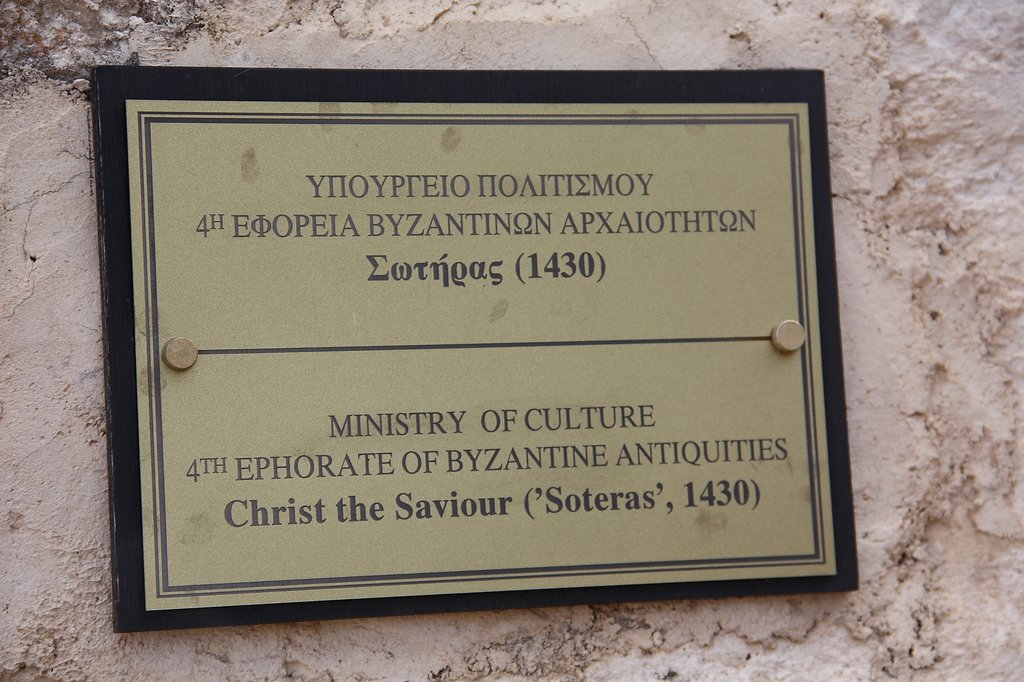 ΥΠΟΥΡΓΕΙΟ ΠΟΛΙΤΙΣΜΟΥ
4Η ΕΦΟΡΕΙΑ ΒΥΖΑΝΤΙΝΩΝ ΑΡΧΑΙΟΤΗΤΩΝ
Σωτήρας (1430)
MINISTRY OF CULTURE
4TH EPHORATE OF BYZANTINE ANTIQUITIES
Christ the Saviour (’Soteras’, 1430)